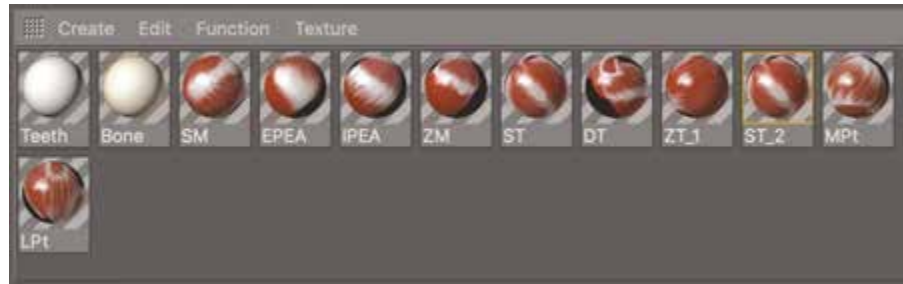 Create Edit Function Texture
Teeth Bone SM EPEA IPEA ZM ST DT ZT_1 ST_2 MPt
LPt